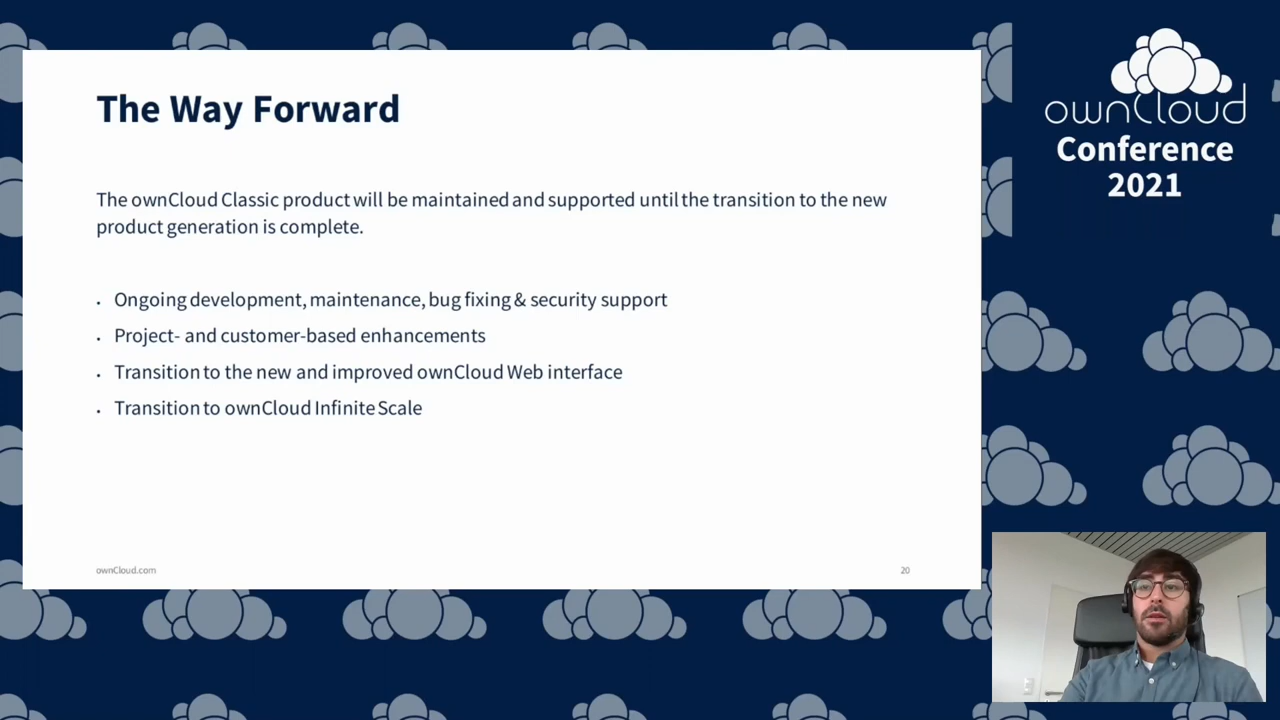 The Way Forward
The ownCloud Classic product will be maintained and supported until the transition to the new
product generation is complete.
• Ongoing development, maintenance, bug fixing & security support
• Project- and customer-based enhancements
• Transition to the new and improved ownCloud Web interface
• Transition to ownCloud Infinite Scale
ownCloud.com
20
ownCloud
Conference
2021